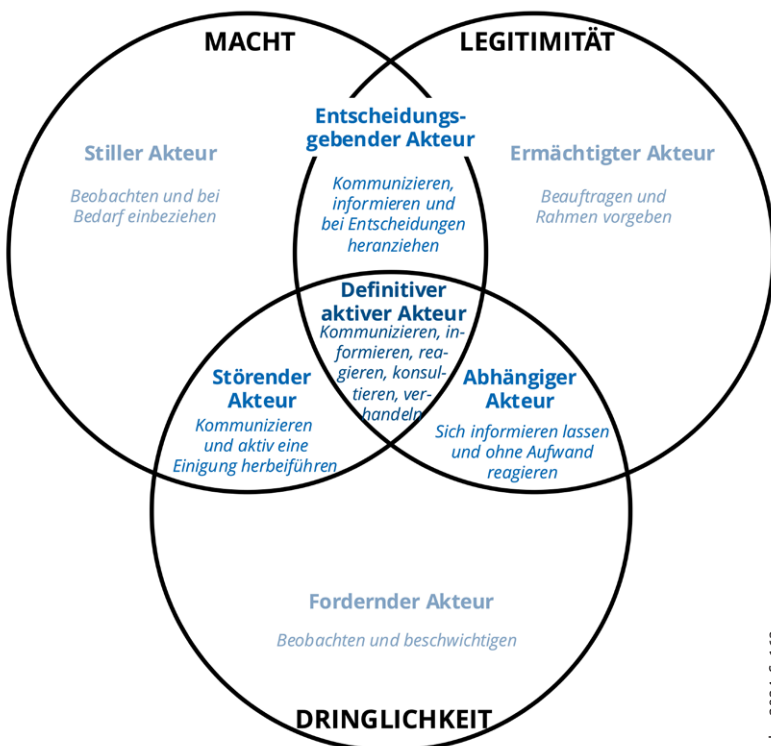 MACHT
LEGITIMITÄT
Entscheidungs-
gebender Akteur
Kommunizieren,
informieren und
bei Entscheidungen
heranziehen
Stiller Akteur
Beobachten und bei
Bedarf einbeziehen
Ermächtigter Akteur
Beauftragen und
Rahmen vorgeben
Definitiver
aktiver Akteur
Kommunizieren, in-
formieren, rea-
gieren, konsul-
tieren, ver-
handeln
Störender
Akteur
Kommunizieren
und aktiv eine
Einigung herbeiführen
Abhängiger
Akteur
Sich informieren lassen
und ohne Aufwand
reagieren
Fordernder Akteur
Beobachten und beschwichtigen
DRINGLICHKEIT